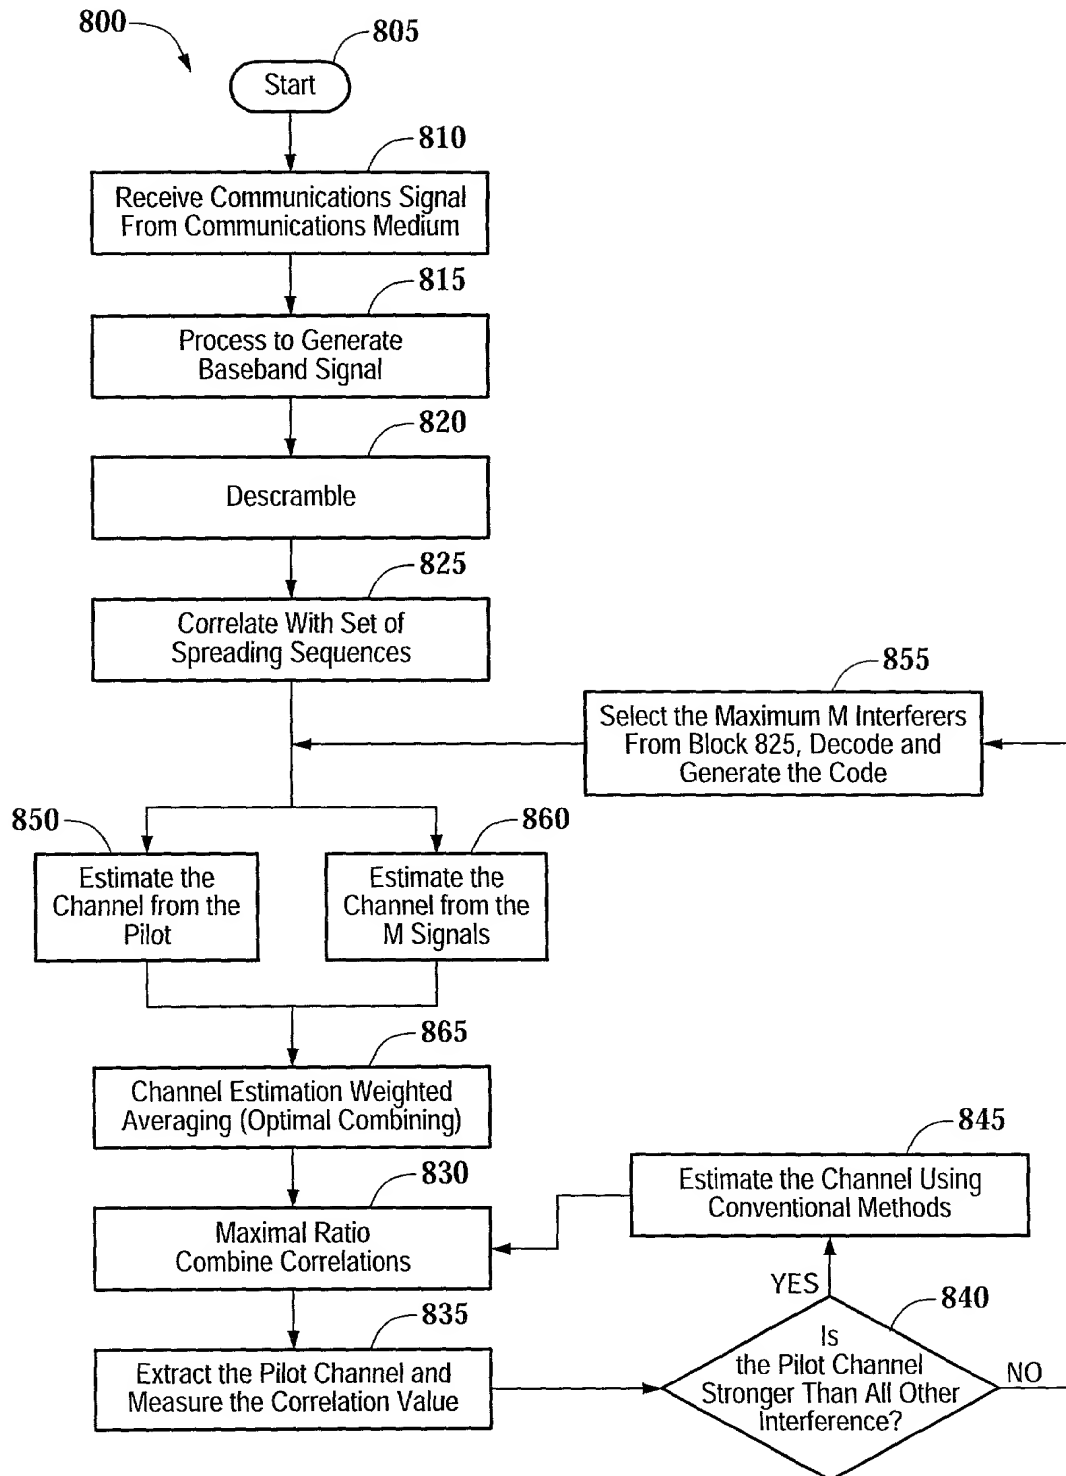 800
805
Start
810
Receive Communications Signal
From Communications Medium
815
Process to Generate
Baseband Signal
820
Descramble
825
Correlate With Set of
Spreading Sequences
855
Select the Maximum M Interferers
From Block 825, Decode and
Generate the Code
850
Estimate the
Channel from the
Pilot
860
Estimate the
Channel from the
M Signals
865
Channel Estimation Weighted
Averaging (Optimal Combining)
830
Maximal Ratio
Combine Correlations
845
Estimate the Channel Using
Conventional Methods
YES
835
Extract the Pilot Channel and
Measure the Correlation Value
840
Is
the Pilot Channel
Stronger Than All Other
Interference?
NO